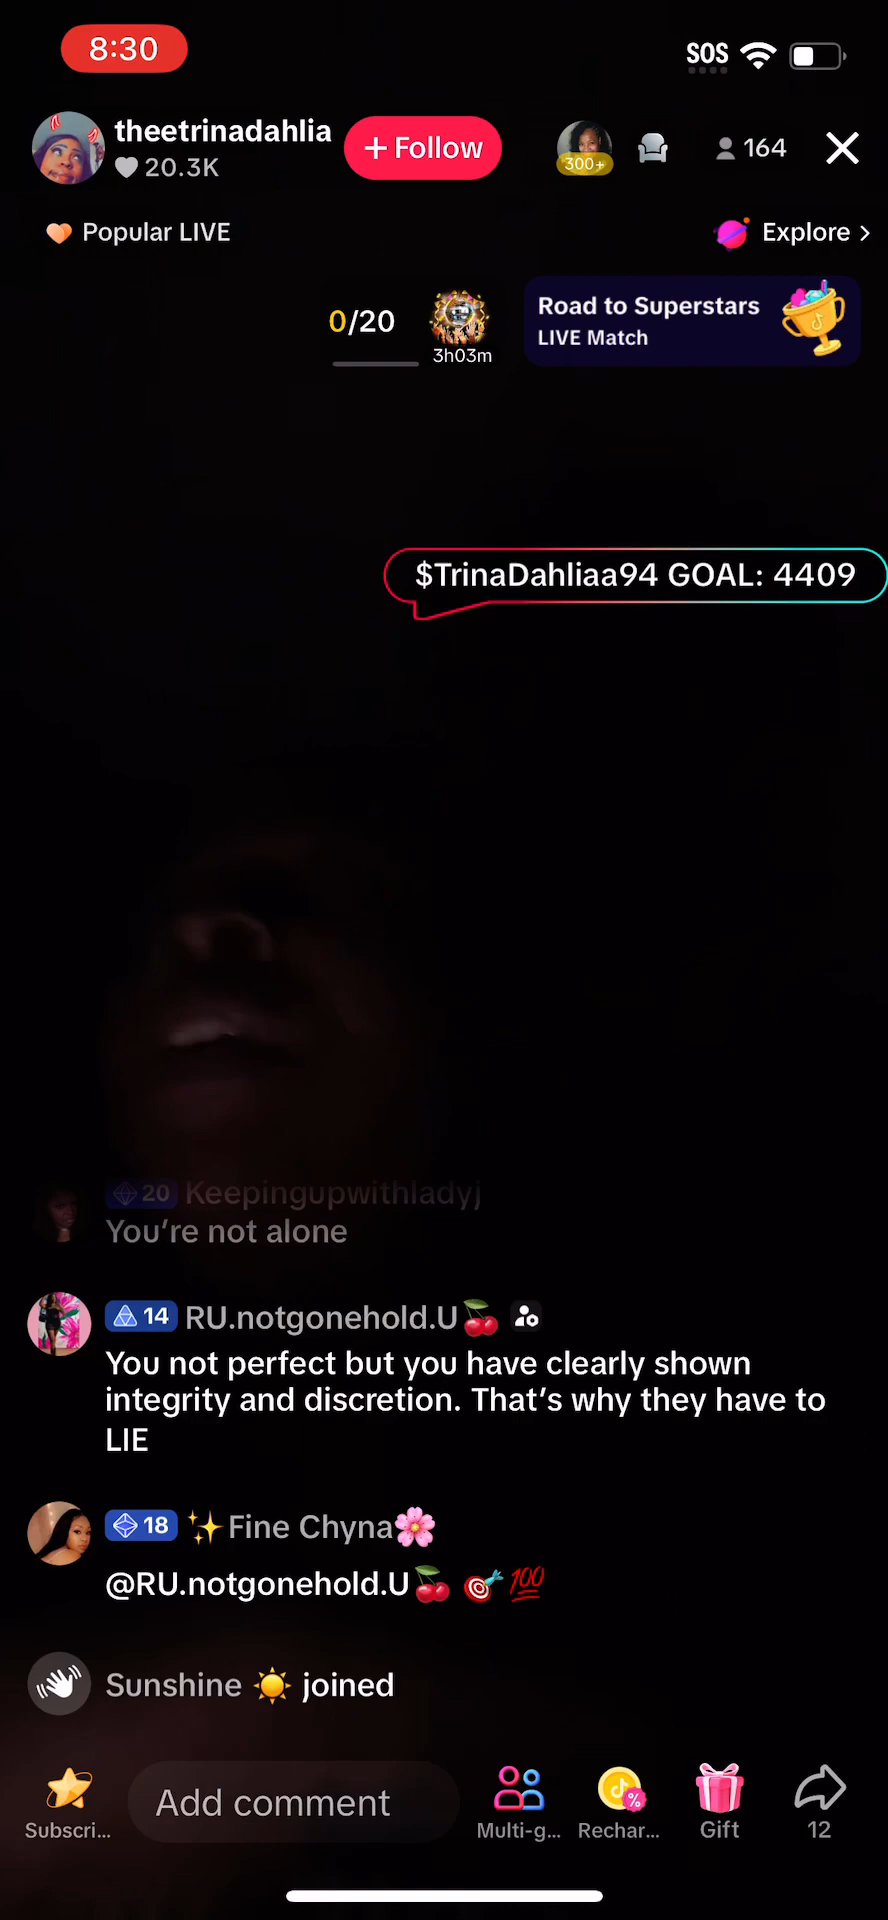 8:30
SOS
theetrinadahlia
20.3K
+ Follow
300+
164
Popular LIVE
Explore >
0/20
3h03m
Road to Superstars
LIVE Match
$TrinaDahliaa94 GOAL: 4409
20 Keepingupwithladyj
You're not alone
14 RU.notgonehold.U🍒
You not perfect but you have clearly shown
integrity and discretion. That's why they have to
LIE
18 ✨Fine Chyna🌸
@RU.notgonehold.U🍒 🎯 💯
Sunshine ☀️ joined
Subscri...
Add comment
Multi-g...
Rechar...
Gift
12